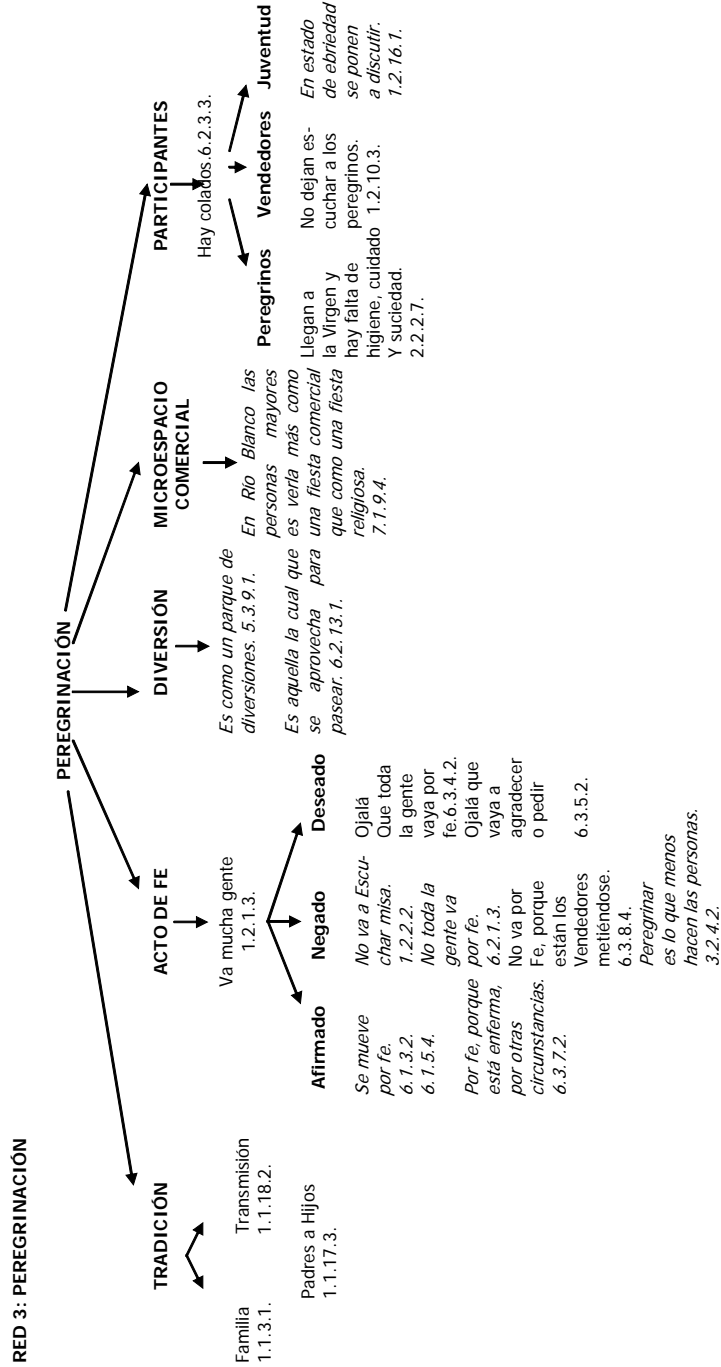 RED 3: PEREGRINACIÓN
PEREGRINACIÓN
TRADICIÓN
Familia
1.1.3.1.
Transmisión
1.1.18.2.
Padres a Hijos
1.1.17.3.
ACTO DE FE
Va mucha gente
1.2.1.3.
Afirmado
Se mueve
por fe.
6.1.3.2.
6.1.5.4.
Por fe, porque
está enferma,
por otras
circunstancias.
6.3.7.2.
Negado
No va a Escu-
char misa.
1.2.2.2.
No toda la
gente va
por fe.
6.2.1.3.
No va por
Fe, porque
están los
Vendedores
metiéndose.
6.3.8.4.
Peregrinar
es lo que menos
hacen las personas.
3.2.4.2.
Deseado
Ojalá
Que toda
la gente
vaya por
fe.6.3.4.2.
Ojalá que
vaya a
agradecer
o pedir
6.3.5.2.
DIVERSIÓN
Es como un parque de
diversiones. 5.3.9.1.
Es aquella la cual que
se aprovecha para
pasear. 6.2.13.1.
MICROESPACIO
COMERCIAL
En Río Blanco las
personas mayores
es verla más como
una fiesta comercial
que como una fiesta
religiosa.
7.1.9.4.
PARTICIPANTES
Hay colados.6.2.3.3.
Peregrinos
Llegan a
la Virgen y
hay falta de
higiene, cuidado
Y suciedad.
2.2.2.7.
Vendedores
No dejan es-
cuchar a los
peregrinos.
1.2.10.3.
Juventud
En estado
de ebriedad
se ponen
a discutir.
1.2.16.1.